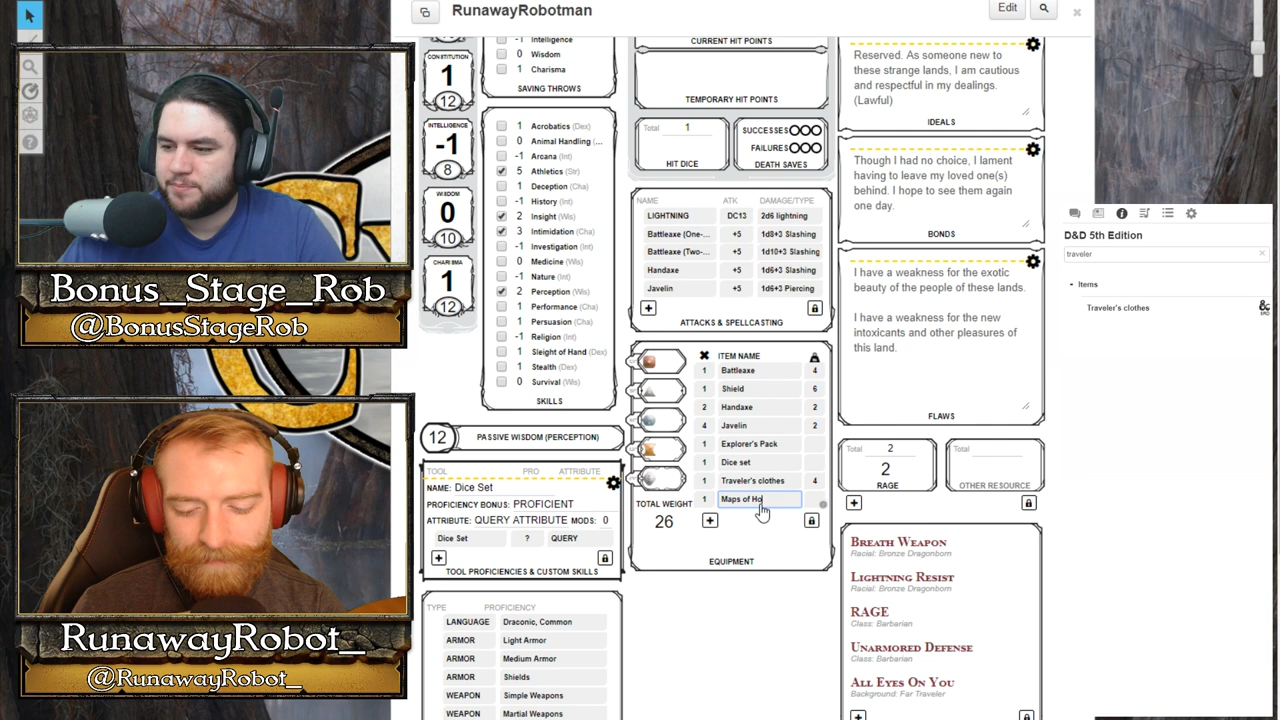 RunawayRobotman
Edit
Bonus_Stage_Rob
@BonusStageRob
RunawayRobot_
@RunawayRobot_
CONSTITUTION
1
12
INTELLIGENCE
-1
8
WISDOM
0
10
CHARISMA
1
12
-1 Intelligence
0 Wisdom
1 Charisma
SAVING THROWS
1 Acrobatics (Dex)
0 Animal Handling (...
-1 Arcana (Int)
5 Athletics (Str)
1 Deception (Cha)
-1 History (Int)
2 Insight (Wis)
3 Intimidation (Cha)
-1 Investigation (Int)
0 Medicine (Wis)
-1 Nature (Int)
2 Perception (Wis)
1 Performance (Cha)
1 Persuasion (Cha)
-1 Religion (Int)
1 Sleight of Hand (Dex)
1 Stealth (Dex)
0 Survival (Wis)
SKILLS
12 PASSIVE WISDOM (PERCEPTION)
TOOL PRO ATTRIBUTE
NAME: Dice Set
PROFICIENCY BONUS: PROFICIENT
ATTRIBUTE: QUERY ATTRIBUTE MODS: 0
Dice Set ? QUERY
TOOL PROFICIENCIES & CUSTOM SKILLS
TYPE PROFICIENCY
LANGUAGE Draconic, Common
ARMOR Light Armor
ARMOR Medium Armor
ARMOR Shields
WEAPON Simple Weapons
WEAPON Martial Weapons
CURRENT HIT POINTS
TEMPORARY HIT POINTS
Total 1
HIT DICE
SUCCESSES
FAILURES
DEATH SAVES
NAME ATK DAMAGE/TYPE
LIGHTNING DC13 2d6 lightning
Battleaxe (One-... +5 1d8+3 Slashing
Battleaxe (Two-... +5 1d10+3 Slashing
Handaxe +5 1d6+3 Slashing
Javelin +5 1d6+3 Piercing
ATTACKS & SPELLCASTING
ITEM NAME
1 Battleaxe 4
1 Shield 6
2 Handaxe 2
4 Javelin 2
1 Explorer's Pack
1 Dice set
1 Traveler's clothes 4
1 Maps of Ho
TOTAL WEIGHT
26
EQUIPMENT
Reserved. As someone new to
these strange lands, I am cautious
and respectful in my dealings.
(Lawful)
IDEALS
Though I had no choice, I lament
having to leave my loved one(s)
behind. I hope to see them again
one day.
BONDS
I have a weakness for the exotic
beauty of the people of these lands.
I have a weakness for the new
intoxicants and other pleasures of
this land.
FLAWS
Total 2
2
RAGE
Total
OTHER RESOURCE
BREATH WEAPON
Racial: Bronze Dragonborn
LIGHTNING RESIST
Racial: Bronze Dragonborn
RAGE
Class: Barbarian
UNARMORED DEFENSE
Class: Barbarian
ALL EYES ON YOU
Background: Far Traveler
D&D 5th Edition
traveler
Items
Traveler's clothes